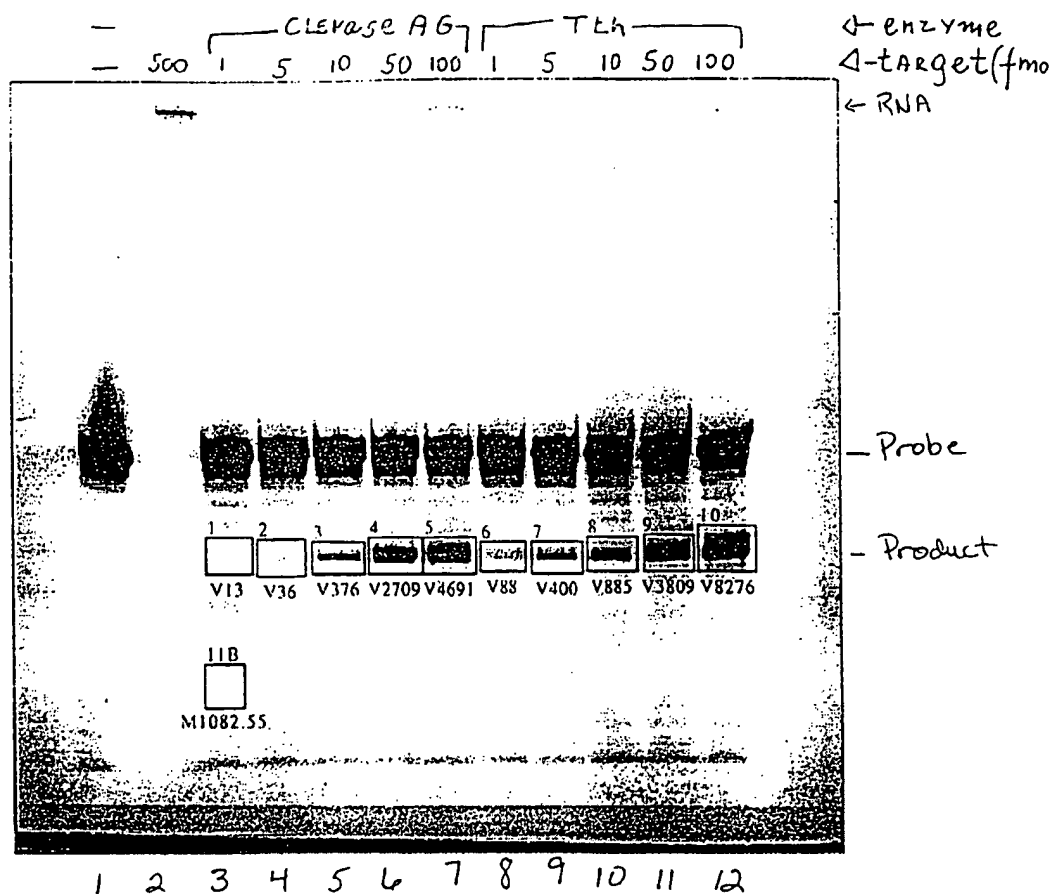 — Cleavase AG Tth ◁ enzyme
— 500 1 5 10 50 100 1 5 10 50 100 ◁ target (fmo
← RNA
– Probe
1 2 3 4 5 6 7 8 9 10
– Product
V13 V36 V376 V2709 V4691 V88 V400 V885 V3809 V8276
11B
M1082.55
1 2 3 4 5 6 7 8 9 10 11 12